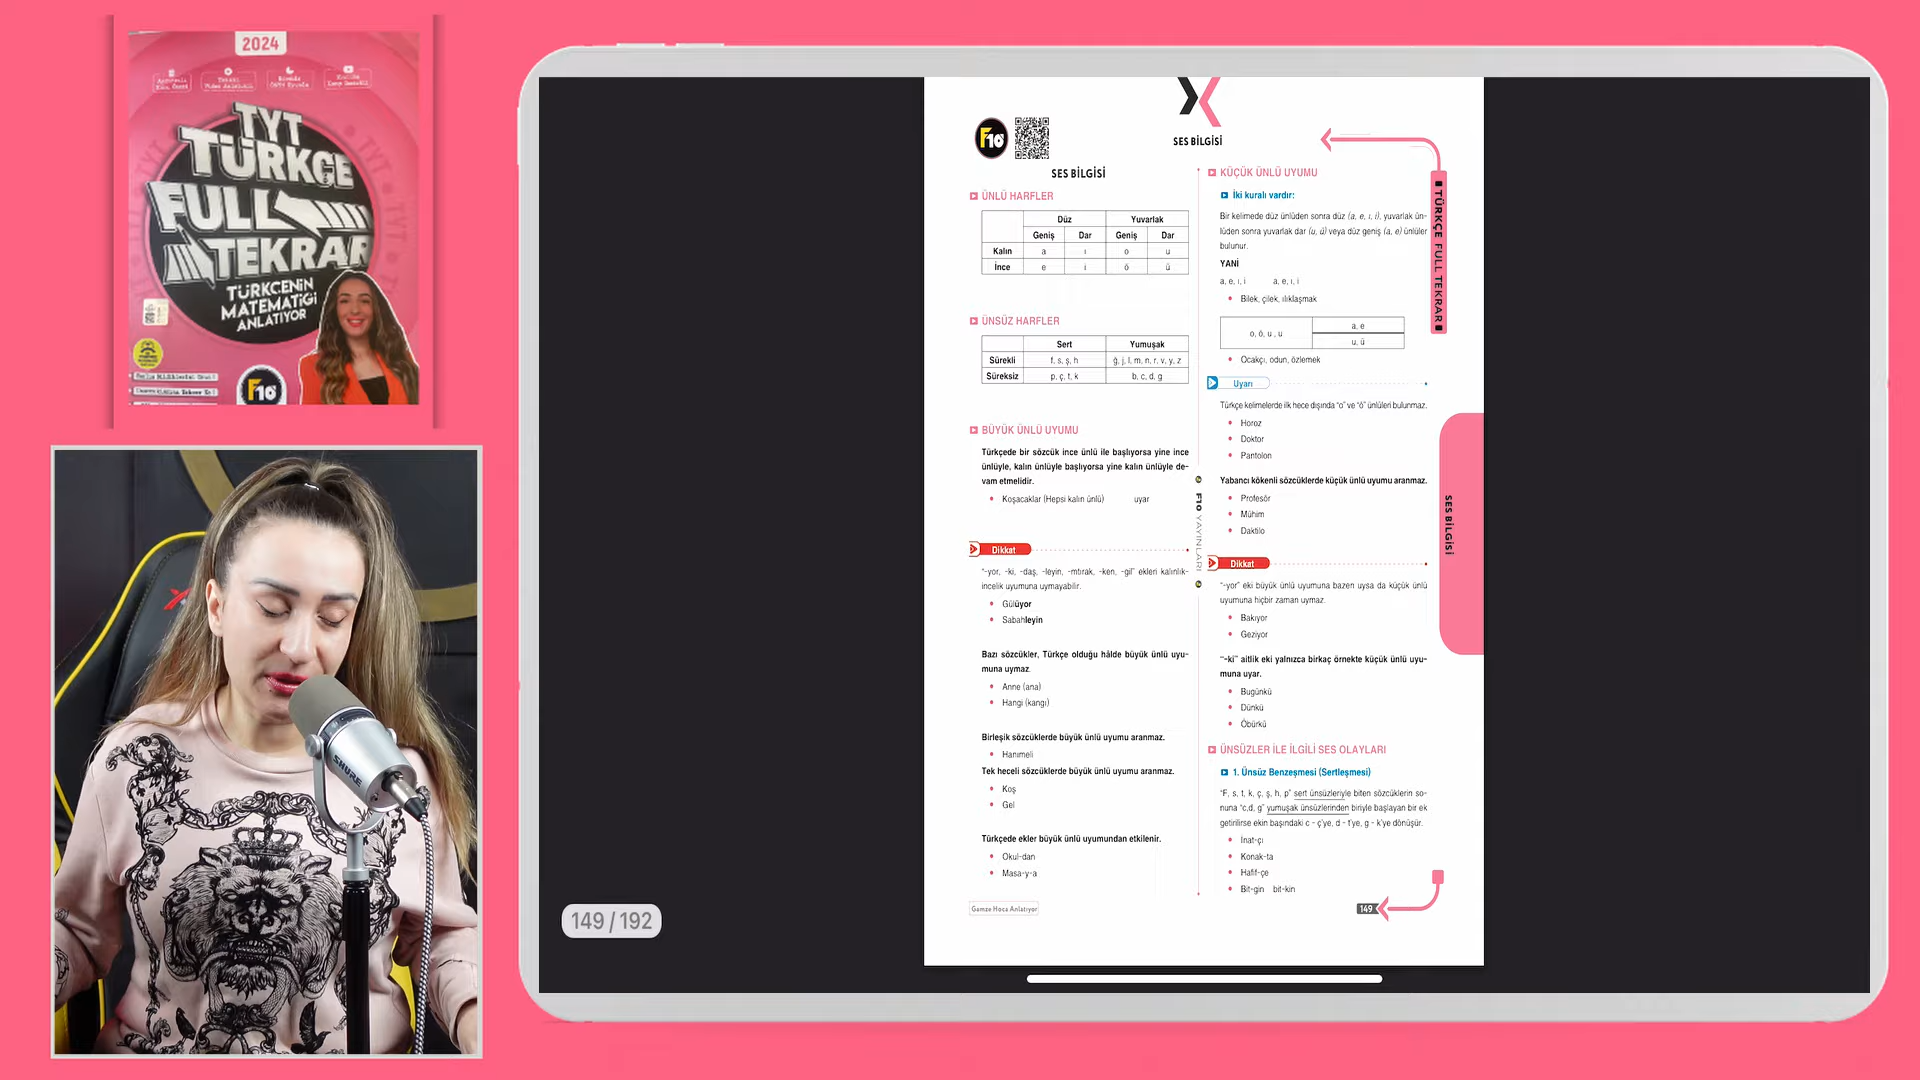 2024
TYT
TÜRKÇE
FULL
TEKRAR
TÜRKCENİN
MATEMATİĞİ
ANLATIYOR
F10
SHURE
149 / 192
F10
SES BİLGİSİ
SES BİLGİSİ
ÜNLÜ HARFLER
Düz Yuvarlak
Geniş Dar Geniş Dar
Kalın a ı o u
İnce e i ö ü
ÜNSÜZ HARFLER
Sert Yumuşak
Sürekli f, s, ş, h ğ, j, l, m, n, r, v, y, z
Süreksiz p, ç, t, k b, c, d, g
BÜYÜK ÜNLÜ UYUMU
Türkçede bir sözcük ince ünlü ile başlıyorsa yine ince
ünlüyle, kalın ünlüyle başlıyorsa yine kalın ünlüyle de-
vam etmelidir.
• Koşacaklar (Hepsi kalın ünlü) uyar
Dikkat
“-yor, -ki, -daş, -leyin, -mtırak, -ken, -gil” ekleri kalınlık-
incelik uyumuna uymayabilir.
• Gülüyor
• Sabahleyin
Bazı sözcükler, Türkçe olduğu hâlde büyük ünlü uyu-
muna uymaz.
• Anne (ana)
• Hangi (kangı)
Birleşik sözcüklerde büyük ünlü uyumu aranmaz.
• Hanımeli
Tek heceli sözcüklerde büyük ünlü uyumu aranmaz.
• Koş
• Gel
Türkçede ekler büyük ünlü uyumundan etkilenir.
• Okul-dan
• Masa-y-a
Gamze Hoca Anlatıyor
F10 YAYINLARI
KÜÇÜK ÜNLÜ UYUMU
İki kuralı vardır:
Bir kelimede düz ünlüden sonra düz (a, e, ı, i), yuvarlak ün-
lüden sonra yuvarlak dar (u, ü) veya düz geniş (a, e) ünlüler
bulunur.
YANİ
a, e, ı, i a, e, ı, i
• Bilek, çilek, ılıklaşmak
o, ö, u , u a, e
u, ü
• Ocakçı, odun, özlemek
Uyarı
Türkçe kelimelerde ilk hece dışında “o” ve “ö” ünlüleri bulunmaz.
• Horoz
• Doktor
• Pantolon
Yabancı kökenli sözcüklerde küçük ünlü uyumu aranmaz.
• Profesör
• Mühim
• Daktilo
Dikkat
“-yor” eki büyük ünlü uyumuna bazen uysa da küçük ünlü
uyumuna hiçbir zaman uymaz.
• Bakıyor
• Geziyor
“-ki” aitlik eki yalnızca birkaç örnekte küçük ünlü uyu-
muna uyar.
• Bugünkü
• Dünkü
• Öbürkü
ÜNSÜZLER İLE İLGİLİ SES OLAYLARI
1. Ünsüz Benzeşmesi (Sertleşmesi)
“F, s, t, k, ç, ş, h, p” sert ünsüzleriyle biten sözcüklerin so-
nuna “c,d, g” yumuşak ünsüzlerinden biriyle başlayan bir ek
getirilirse ekin başındaki c - ç’ye, d - t’ye, g - k’ye dönüşür.
• İnat-çı
• Konak-ta
• Hafif-çe
• Bit-gin bit-kin
149
TÜRKÇE FULL TEKRAR
SES BİLGİSİ